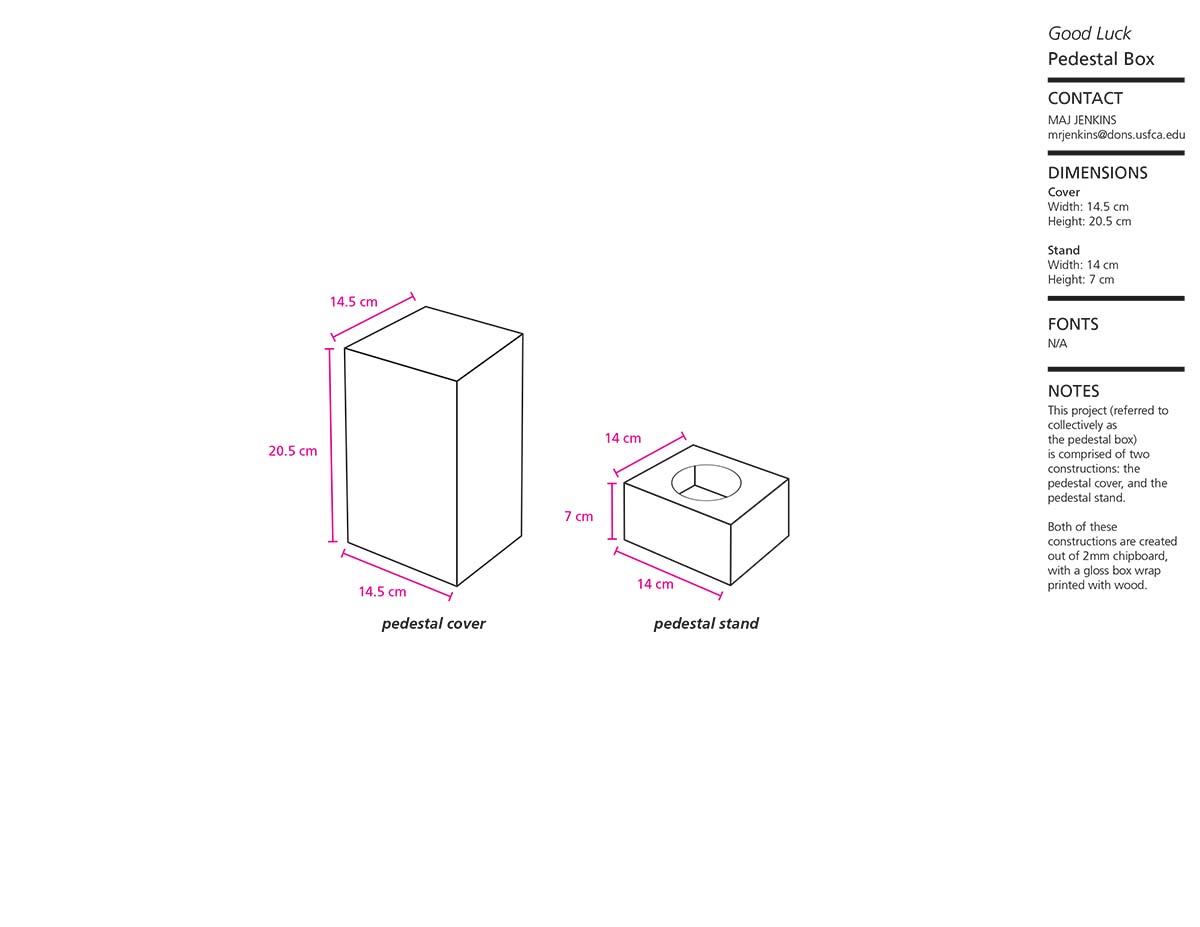 Good Luck
Pedestal Box
CONTACT
MAJ JENKINS
mrjenkins@dons.usfca.edu
DIMENSIONS
Cover
Width: 14.5 cm
Height: 20.5 cm
Stand
Width: 14 cm
Height: 7 cm
FONTS
N/A
NOTES
This project (referred to
collectively as
the pedestal box)
is comprised of two
constructions: the
pedestal cover, and the
pedestal stand.
Both of these
constructions are created
out of 2mm chipboard,
with a gloss box wrap
printed with wood.
14.5 cm
20.5 cm
14.5 cm
pedestal cover
14 cm
7 cm
14 cm
pedestal stand